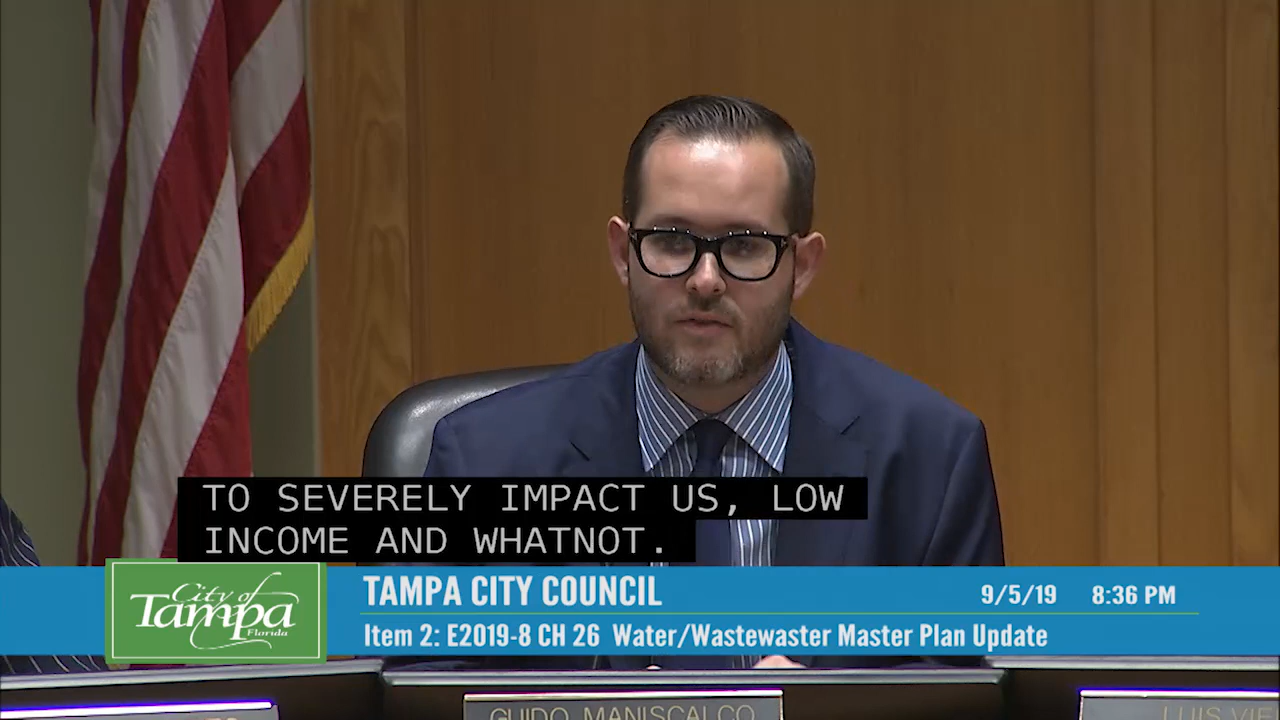 TO SEVERELY IMPACT US, LOW
INCOME AND WHATNOT.
City of
Tampa
Florida
TAMPA CITY COUNCIL
9/5/19 8:36 PM
Item 2: E2019-8 CH 26 Water/Wastewaster Master Plan Update
GUIDO MANISCALCO
LUIS